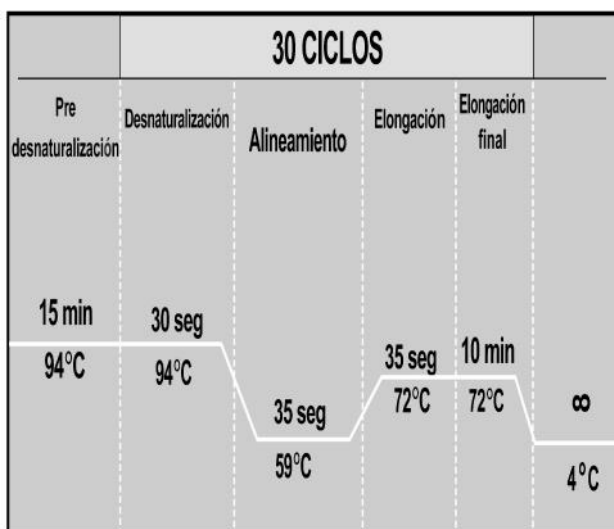 30 CICLOS
Pre
desnaturalización
Desnaturalización
Alineamiento
Elongación
Elongación
final
15 min
94°C
30 seg
94°C
35 seg
59°C
35 seg
72°C
10 min
72°C
∞
4°C